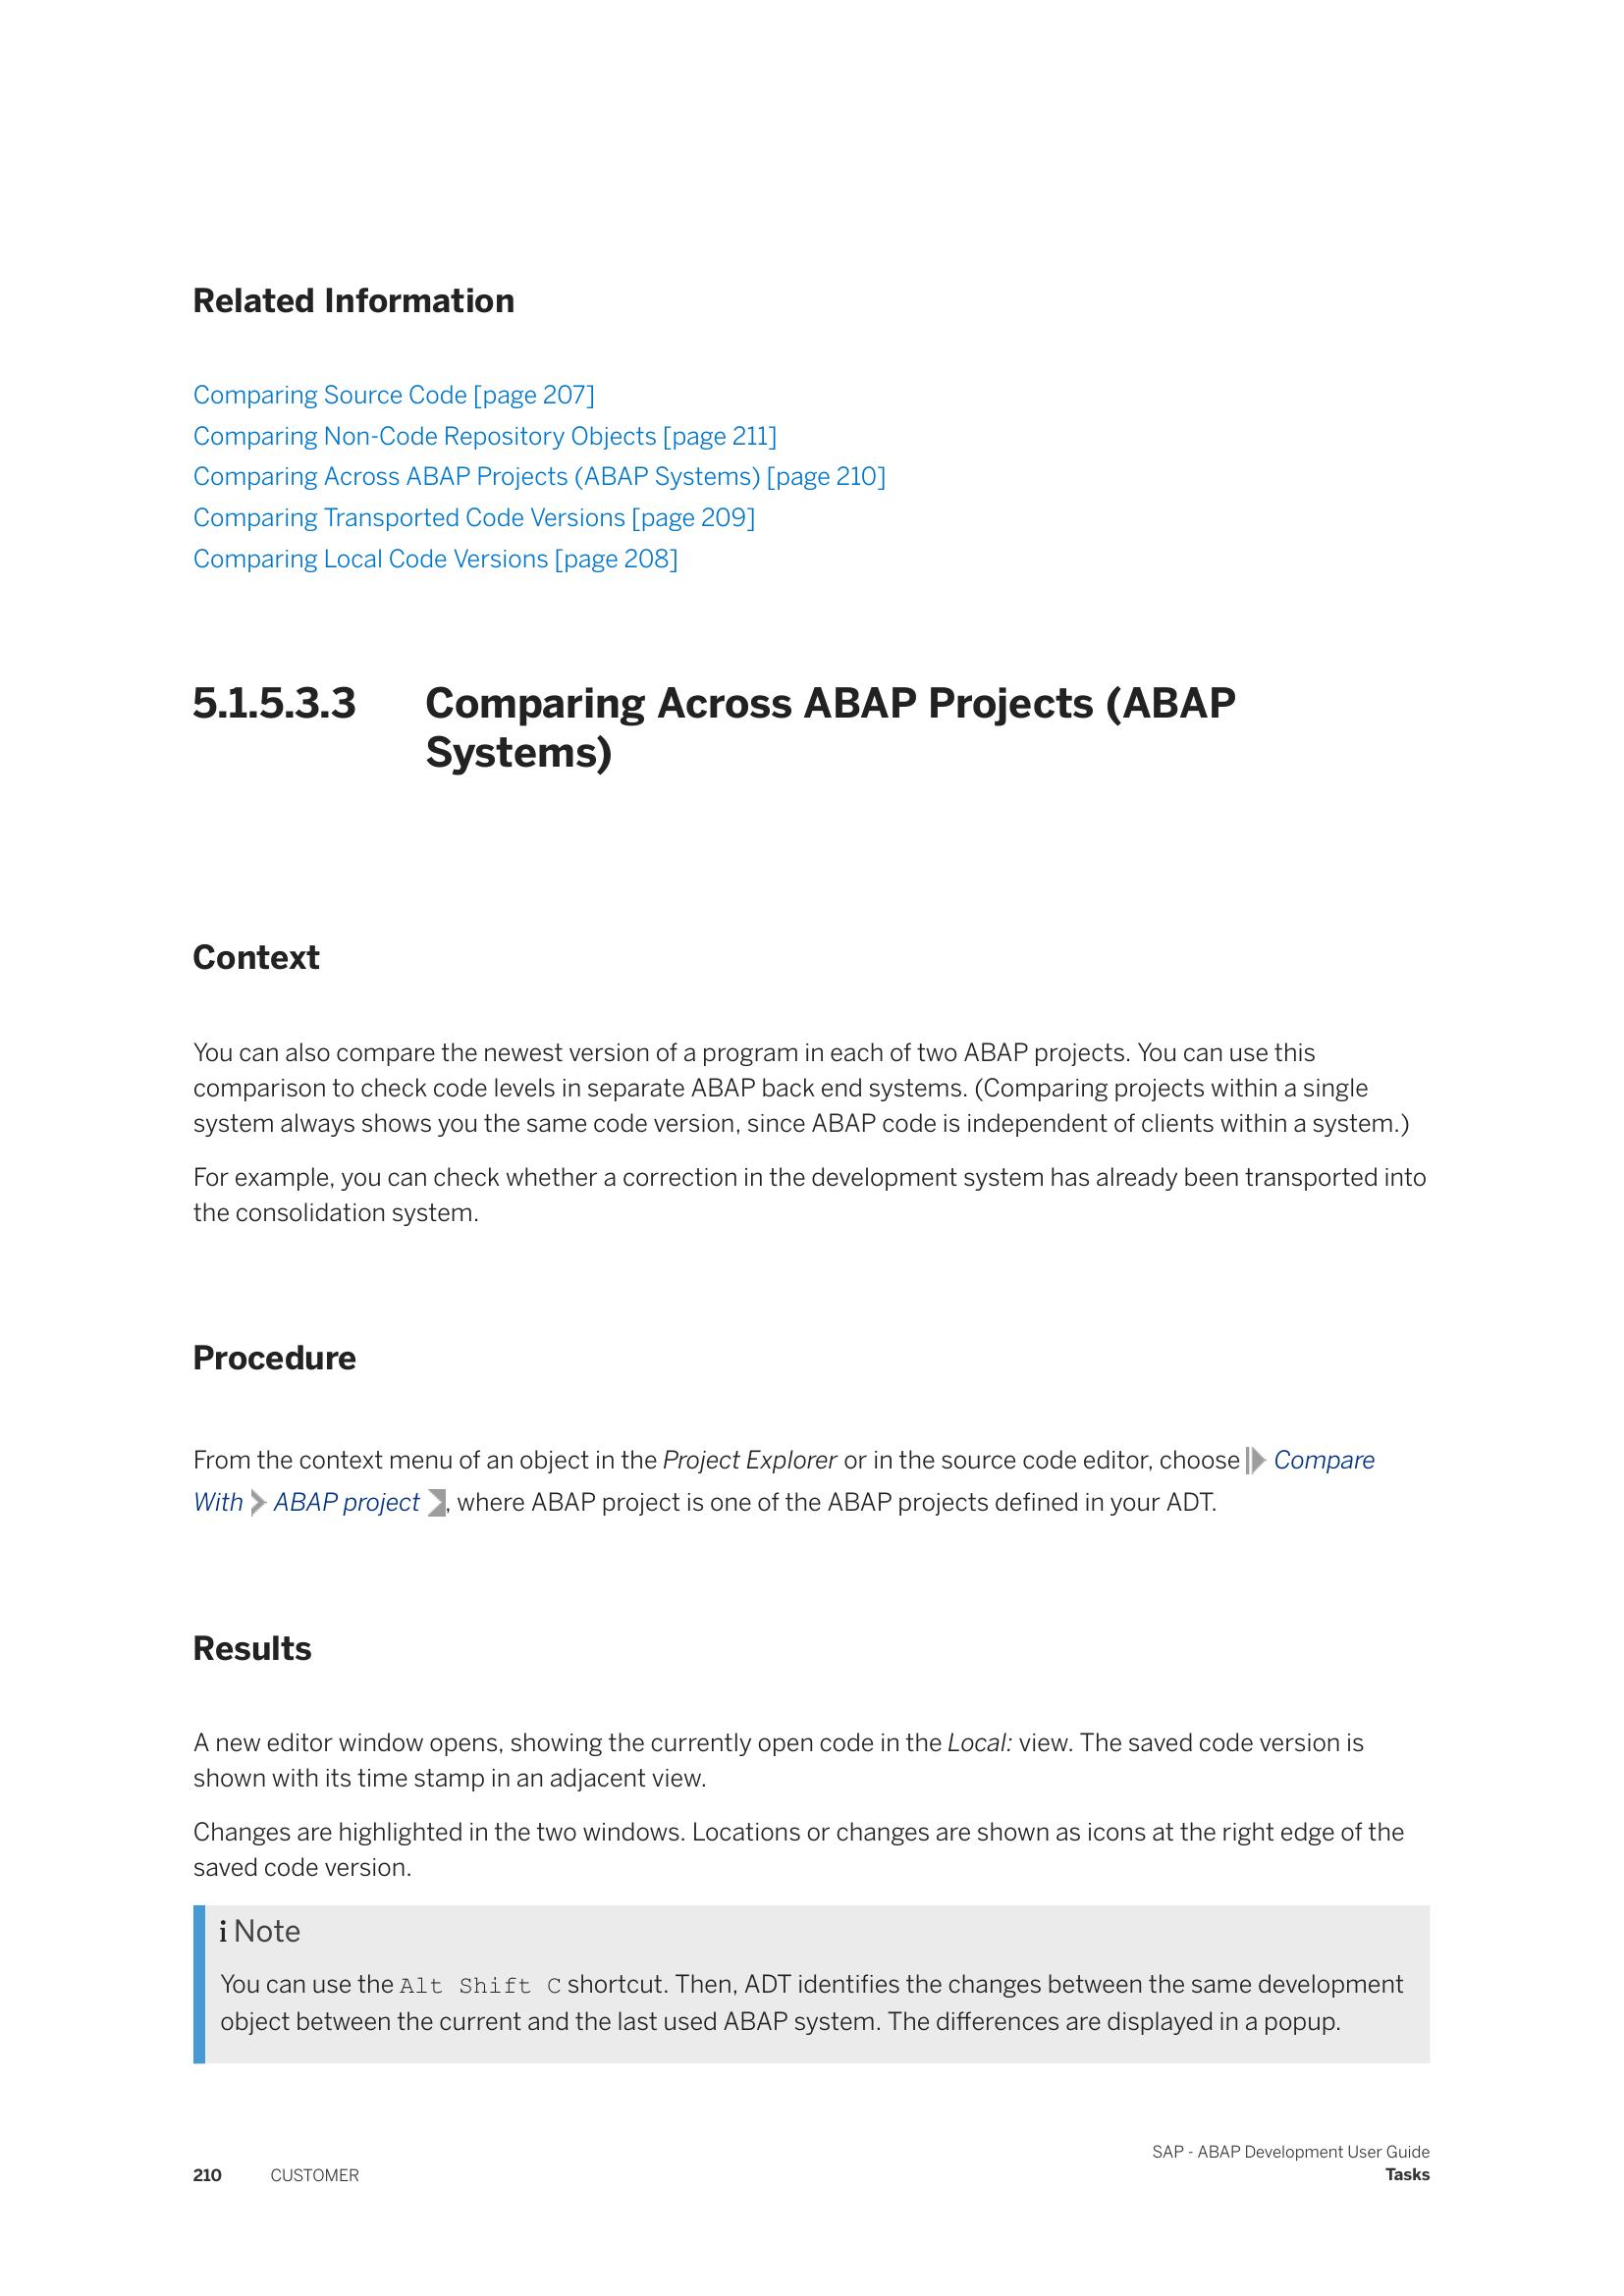 Related Information
Comparing Source Code [page 207]
Comparing Non-Code Repository Objects [page 211]
Comparing Across ABAP Projects (ABAP Systems) [page 210]
Comparing Transported Code Versions [page 209]
Comparing Local Code Versions [page 208]
5.1.5.3.3 Comparing Across ABAP Projects (ABAP
Systems)
Context
You can also compare the newest version of a program in each of two ABAP projects. You can use this
comparison to check code levels in separate ABAP back end systems. (Comparing projects within a single
system always shows you the same code version, since ABAP code is independent of clients within a system.)
For example, you can check whether a correction in the development system has already been transported into
the consolidation system.
Procedure
From the context menu of an object in the Project Explorer or in the source code editor, choose Compare
With ABAP project , where ABAP project is one of the ABAP projects defined in your ADT.
Results
A new editor window opens, showing the currently open code in the Local: view. The saved code version is
shown with its time stamp in an adjacent view.
Changes are highlighted in the two windows. Locations or changes are shown as icons at the right edge of the
saved code version.
i Note
You can use the Alt Shift C shortcut. Then, ADT identifies the changes between the same development
object between the current and the last used ABAP system. The differences are displayed in a popup.
SAP - ABAP Development User Guide
210 CUSTOMER Tasks